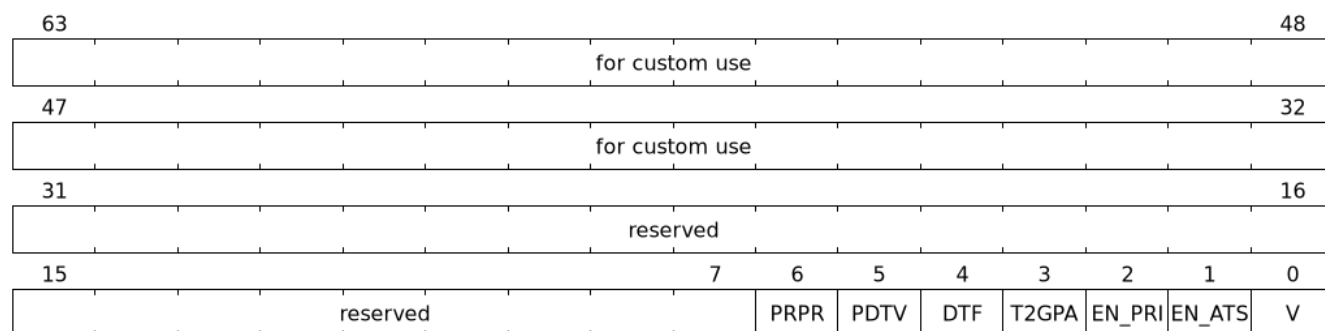 63 48
for custom use
47 32
for custom use
31 16
reserved
15 7 6 5 4 3 2 1 0
reserved PRPR PDTV DTF T2GPA EN_PRI EN_ATS V